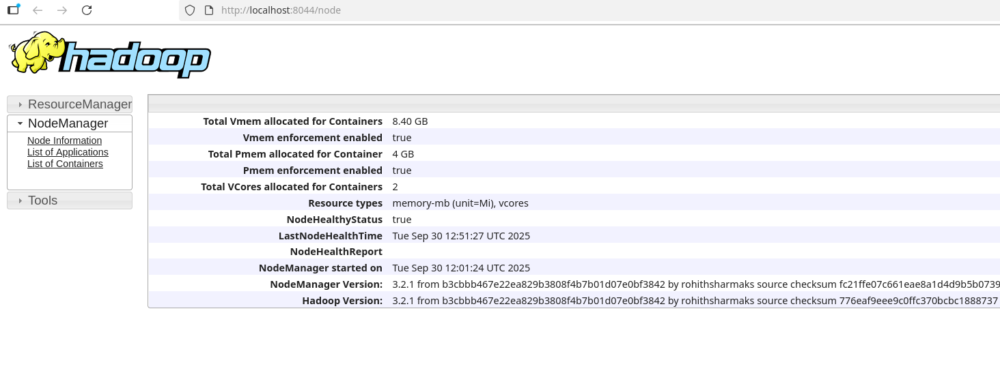 http://localhost:8044/node
hadoop
ResourceManager
NodeManager
Node Information
List of Applications
List of Containers
Tools
Total Vmem allocated for Containers 8.40 GB
Vmem enforcement enabled true
Total Pmem allocated for Container 4 GB
Pmem enforcement enabled true
Total VCores allocated for Containers 2
Resource types memory-mb (unit=Mi), vcores
NodeHealthyStatus true
LastNodeHealthTime Tue Sep 30 12:51:27 UTC 2025
NodeHealthReport
NodeManager started on Tue Sep 30 12:01:24 UTC 2025
NodeManager Version: 3.2.1 from b3cbbb467e22ea829b3808f4b7b01d07e0bf3842 by rohithsharmaks source checksum fc21ffe07c661eae8a1d4d9b5b0739
Hadoop Version: 3.2.1 from b3cbbb467e22ea829b3808f4b7b01d07e0bf3842 by rohithsharmaks source checksum 776eaf9eee9c0ffc370bcbc1888737